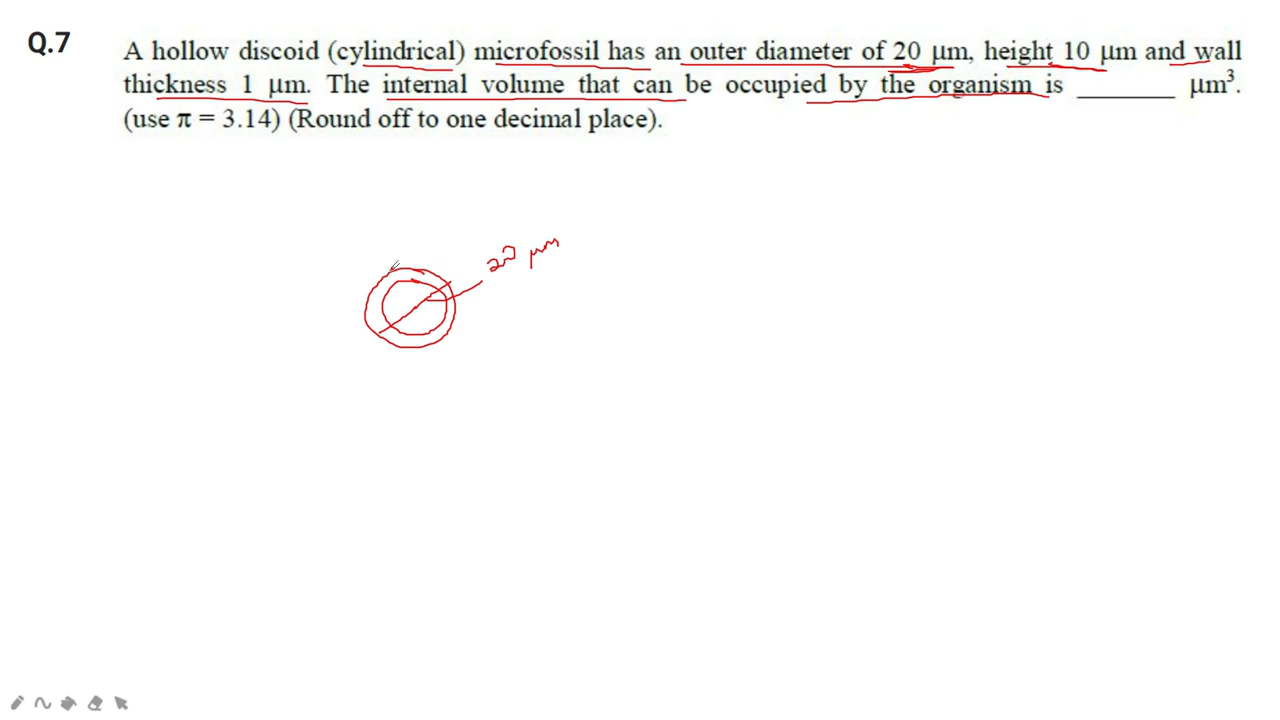 Q.7
A hollow discoid (cylindrical) microfossil has an outer diameter of 20 μm, height 10 μm and wall
thickness 1 μm. The internal volume that can be occupied by the organism is ________ μm³.
(use π = 3.14) (Round off to one decimal place).
20 μm